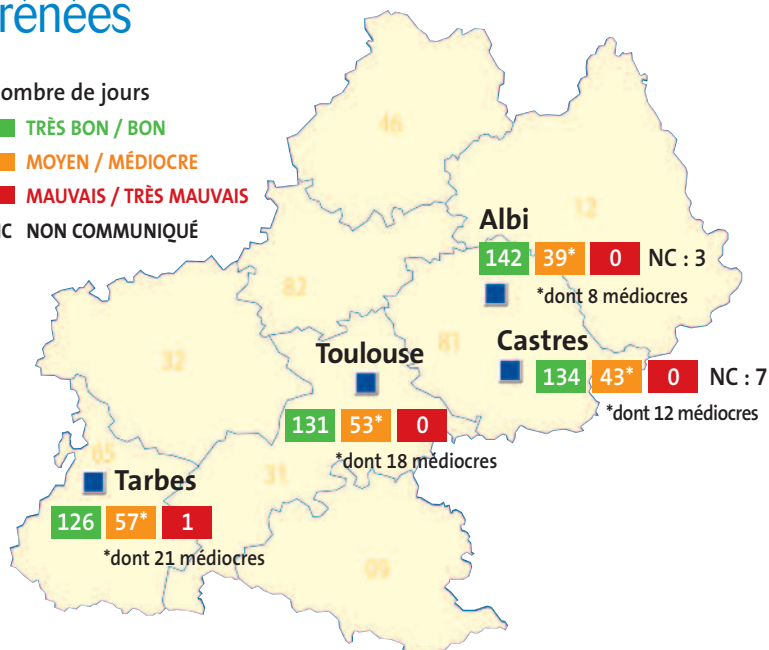 rénées
ombre de jours
TRÈS BON / BON
MOYEN / MÉDIOCRE
MAUVAIS / TRÈS MAUVAIS
C NON COMMUNIQUÉ
46
12
Albi
142 39* 0 NC : 3
*dont 8 médiocres
82
81
Castres
134 43* 0 NC : 7
*dont 12 médiocres
32
Toulouse
131 53* 0
*dont 18 médiocres
65
31
Tarbes
126 57* 1
*dont 21 médiocres
09